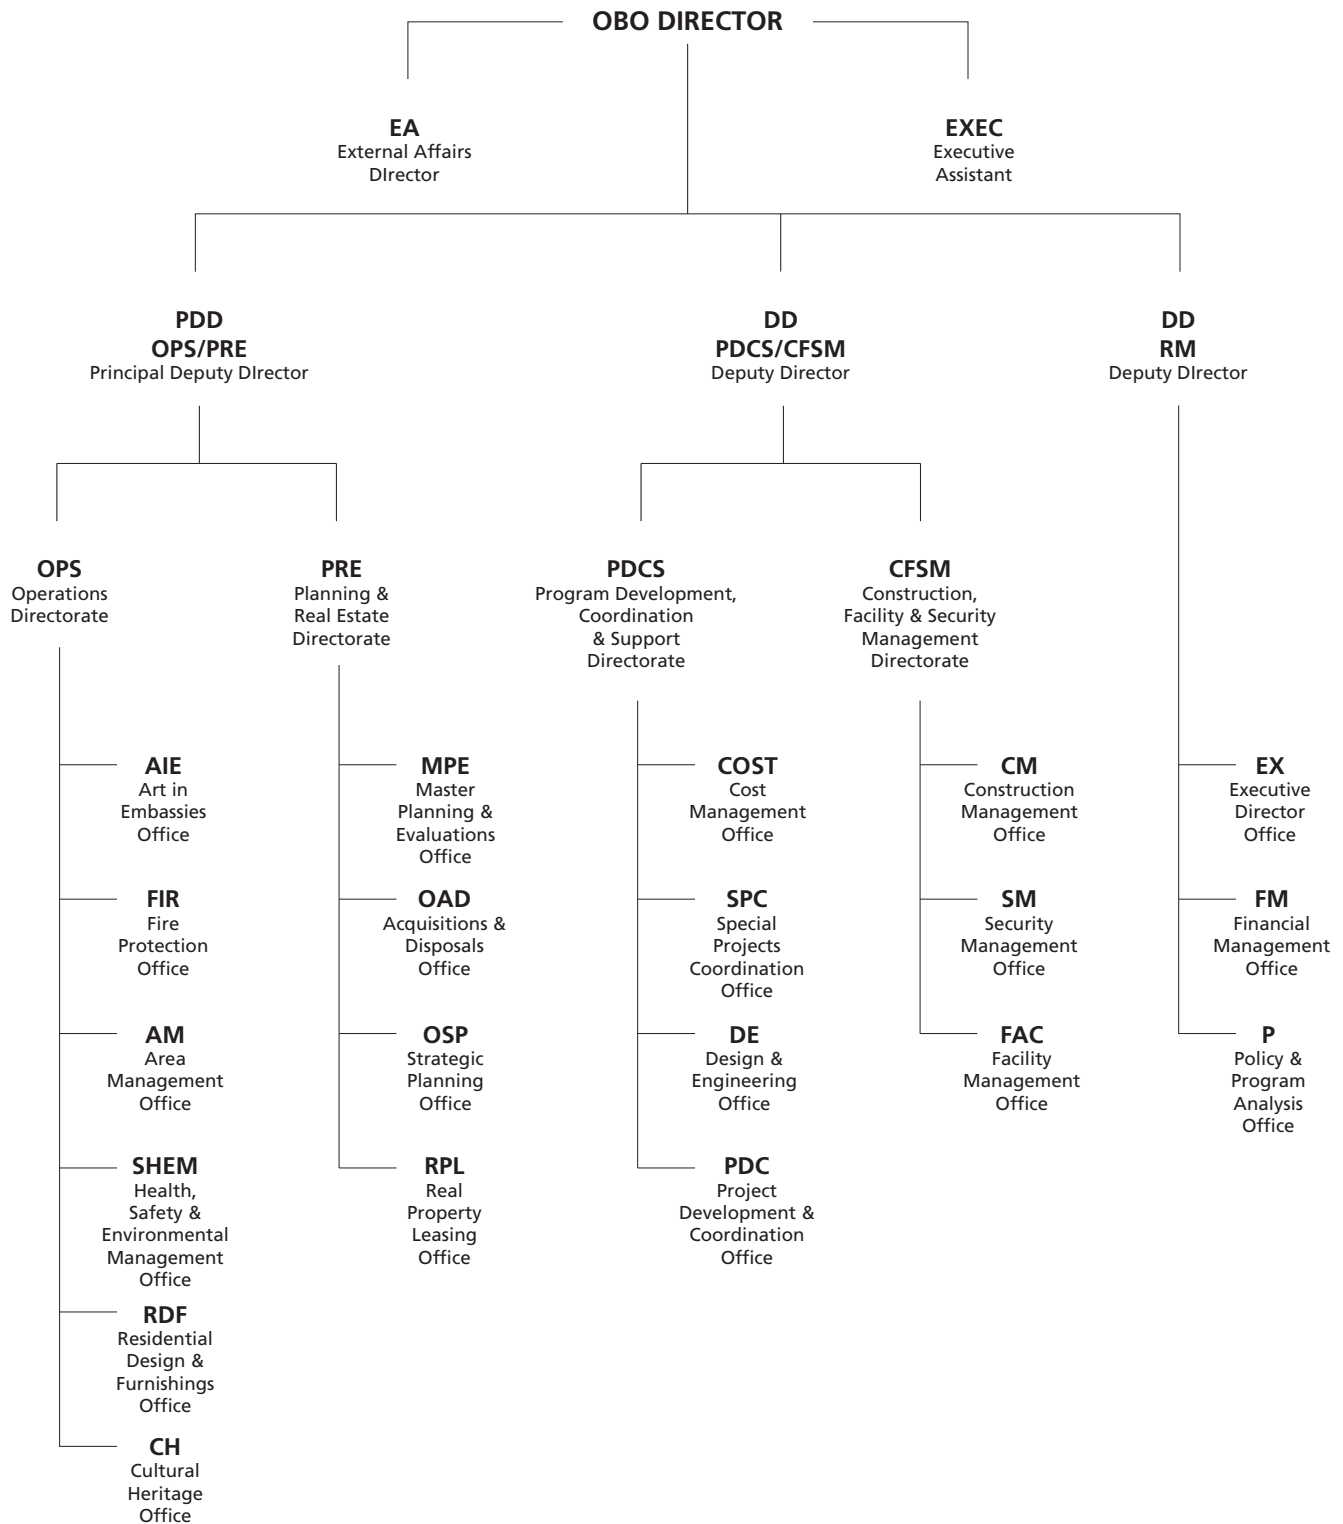 OBO DIRECTOR
EA
External Affairs
DIrector
EXEC
Executive
Assistant
PDD
OPS/PRE
Principal Deputy DIrector
DD
PDCS/CFSM
Deputy Director
DD
RM
Deputy DIrector
OPS
Operations
Directorate
PRE
Planning &
Real Estate
Directorate
PDCS
Program Development,
Coordination
& Support
Directorate
CFSM
Construction,
Facility & Security
Management
Directorate
AIE
Art in
Embassies
Office
MPE
Master
Planning &
Evaluations
Office
COST
Cost
Management
Office
CM
Construction
Management
Office
EX
Executive
Director
Office
FIR
Fire
Protection
Office
OAD
Acquisitions &
Disposals
Office
SPC
Special
Projects
Coordination
Office
SM
Security
Management
Office
FM
Financial
Management
Office
AM
Area
Management
Office
OSP
Strategic
Planning
Office
DE
Design &
Engineering
Office
FAC
Facility
Management
Office
P
Policy &
Program
Analysis
Office
SHEM
Health,
Safety &
Environmental
Management
Office
RPL
Real
Property
Leasing
Office
PDC
Project
Development &
Coordination
Office
RDF
Residential
Design &
Furnishings
Office
CH
Cultural
Heritage
Office